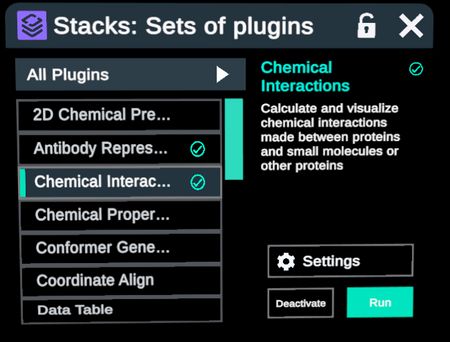 Stacks: Sets of plugins
All Plugins
2D Chemical Pre...
Antibody Repres...
Chemical Interac...
Chemical Proper...
Conformer Gene...
Coordinate Align
Data Table
Chemical
Interactions
Calculate and visualize
chemical interactions
made between proteins
and small molecules or
other proteins
Settings
Deactivate
Run